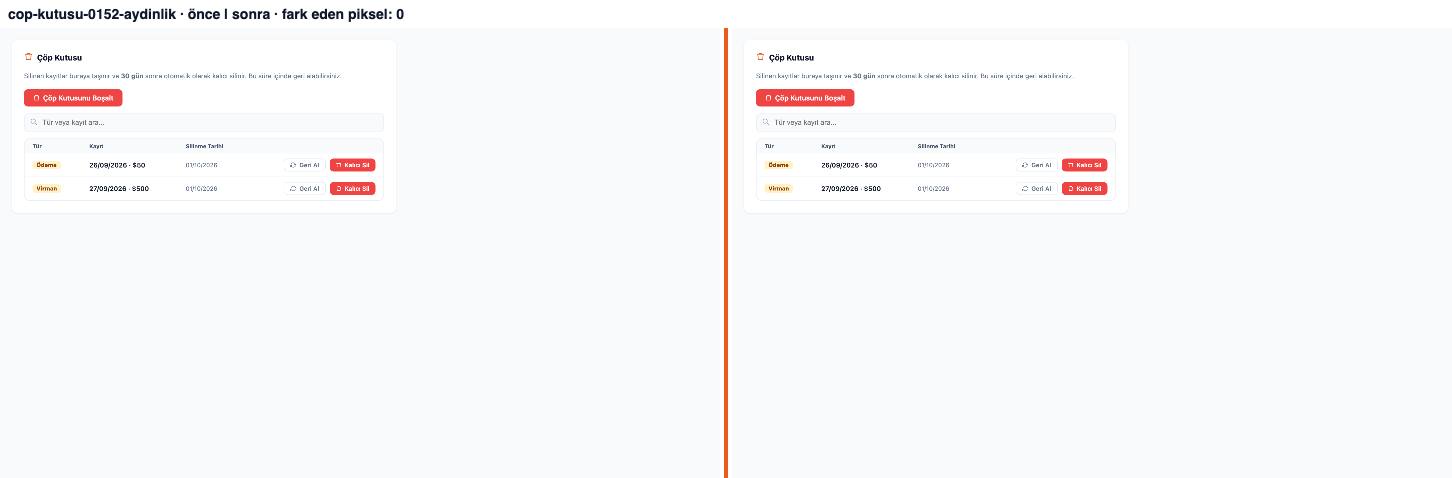 cop-kutusu-0152-aydinlik · önce | sonra · fark eden piksel: 0
Çöp Kutusu
Silinen kayıtlar buraya taşınır ve 30 gün sonra otomatik olarak kalıcı silinir. Bu süre içinde geri alabilirsiniz.
Çöp Kutusunu Boşalt
Tür veya kayıt ara...
Tür Kayıt Silinme Tarihi
Ödeme 26/09/2026 · $50 01/10/2026 Geri Al Kalıcı Sil
Virman 27/09/2026 · $500 01/10/2026 Geri Al Kalıcı Sil
Çöp Kutusu
Silinen kayıtlar buraya taşınır ve 30 gün sonra otomatik olarak kalıcı silinir. Bu süre içinde geri alabilirsiniz.
Çöp Kutusunu Boşalt
Tür veya kayıt ara...
Tür Kayıt Silinme Tarihi
Ödeme 26/09/2026 · $50 01/10/2026 Geri Al Kalıcı Sil
Virman 27/09/2026 · $500 01/10/2026 Geri Al Kalıcı Sil